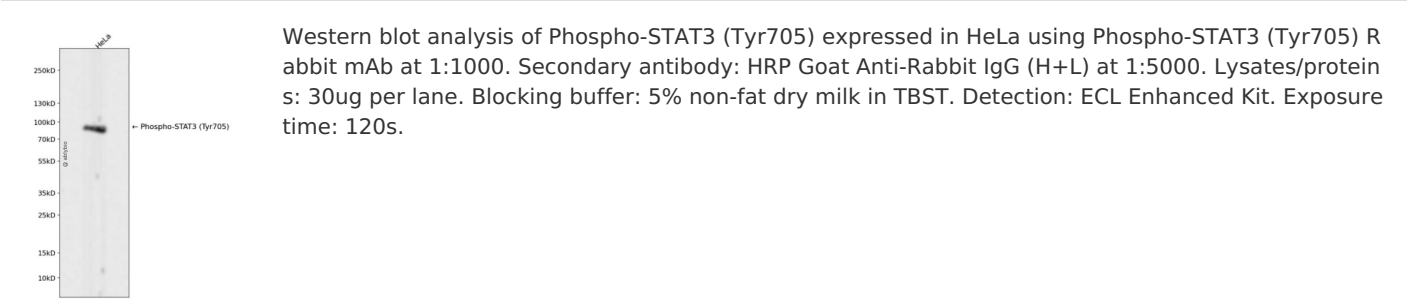 HeLa
Western blot analysis of Phospho-STAT3 (Tyr705) expressed in HeLa using Phospho-STAT3 (Tyr705) R
abbit mAb at 1:1000. Secondary antibody: HRP Goat Anti-Rabbit IgG (H+L) at 1:5000. Lysates/protein
s: 30ug per lane. Blocking buffer: 5% non-fat dry milk in TBST. Detection: ECL Enhanced Kit. Exposure
time: 120s.
250kD
130kD
100kD
← Phospho-STAT3 (Tyr705)
70kD
55kD
35kD
25kD
15kD
10kD